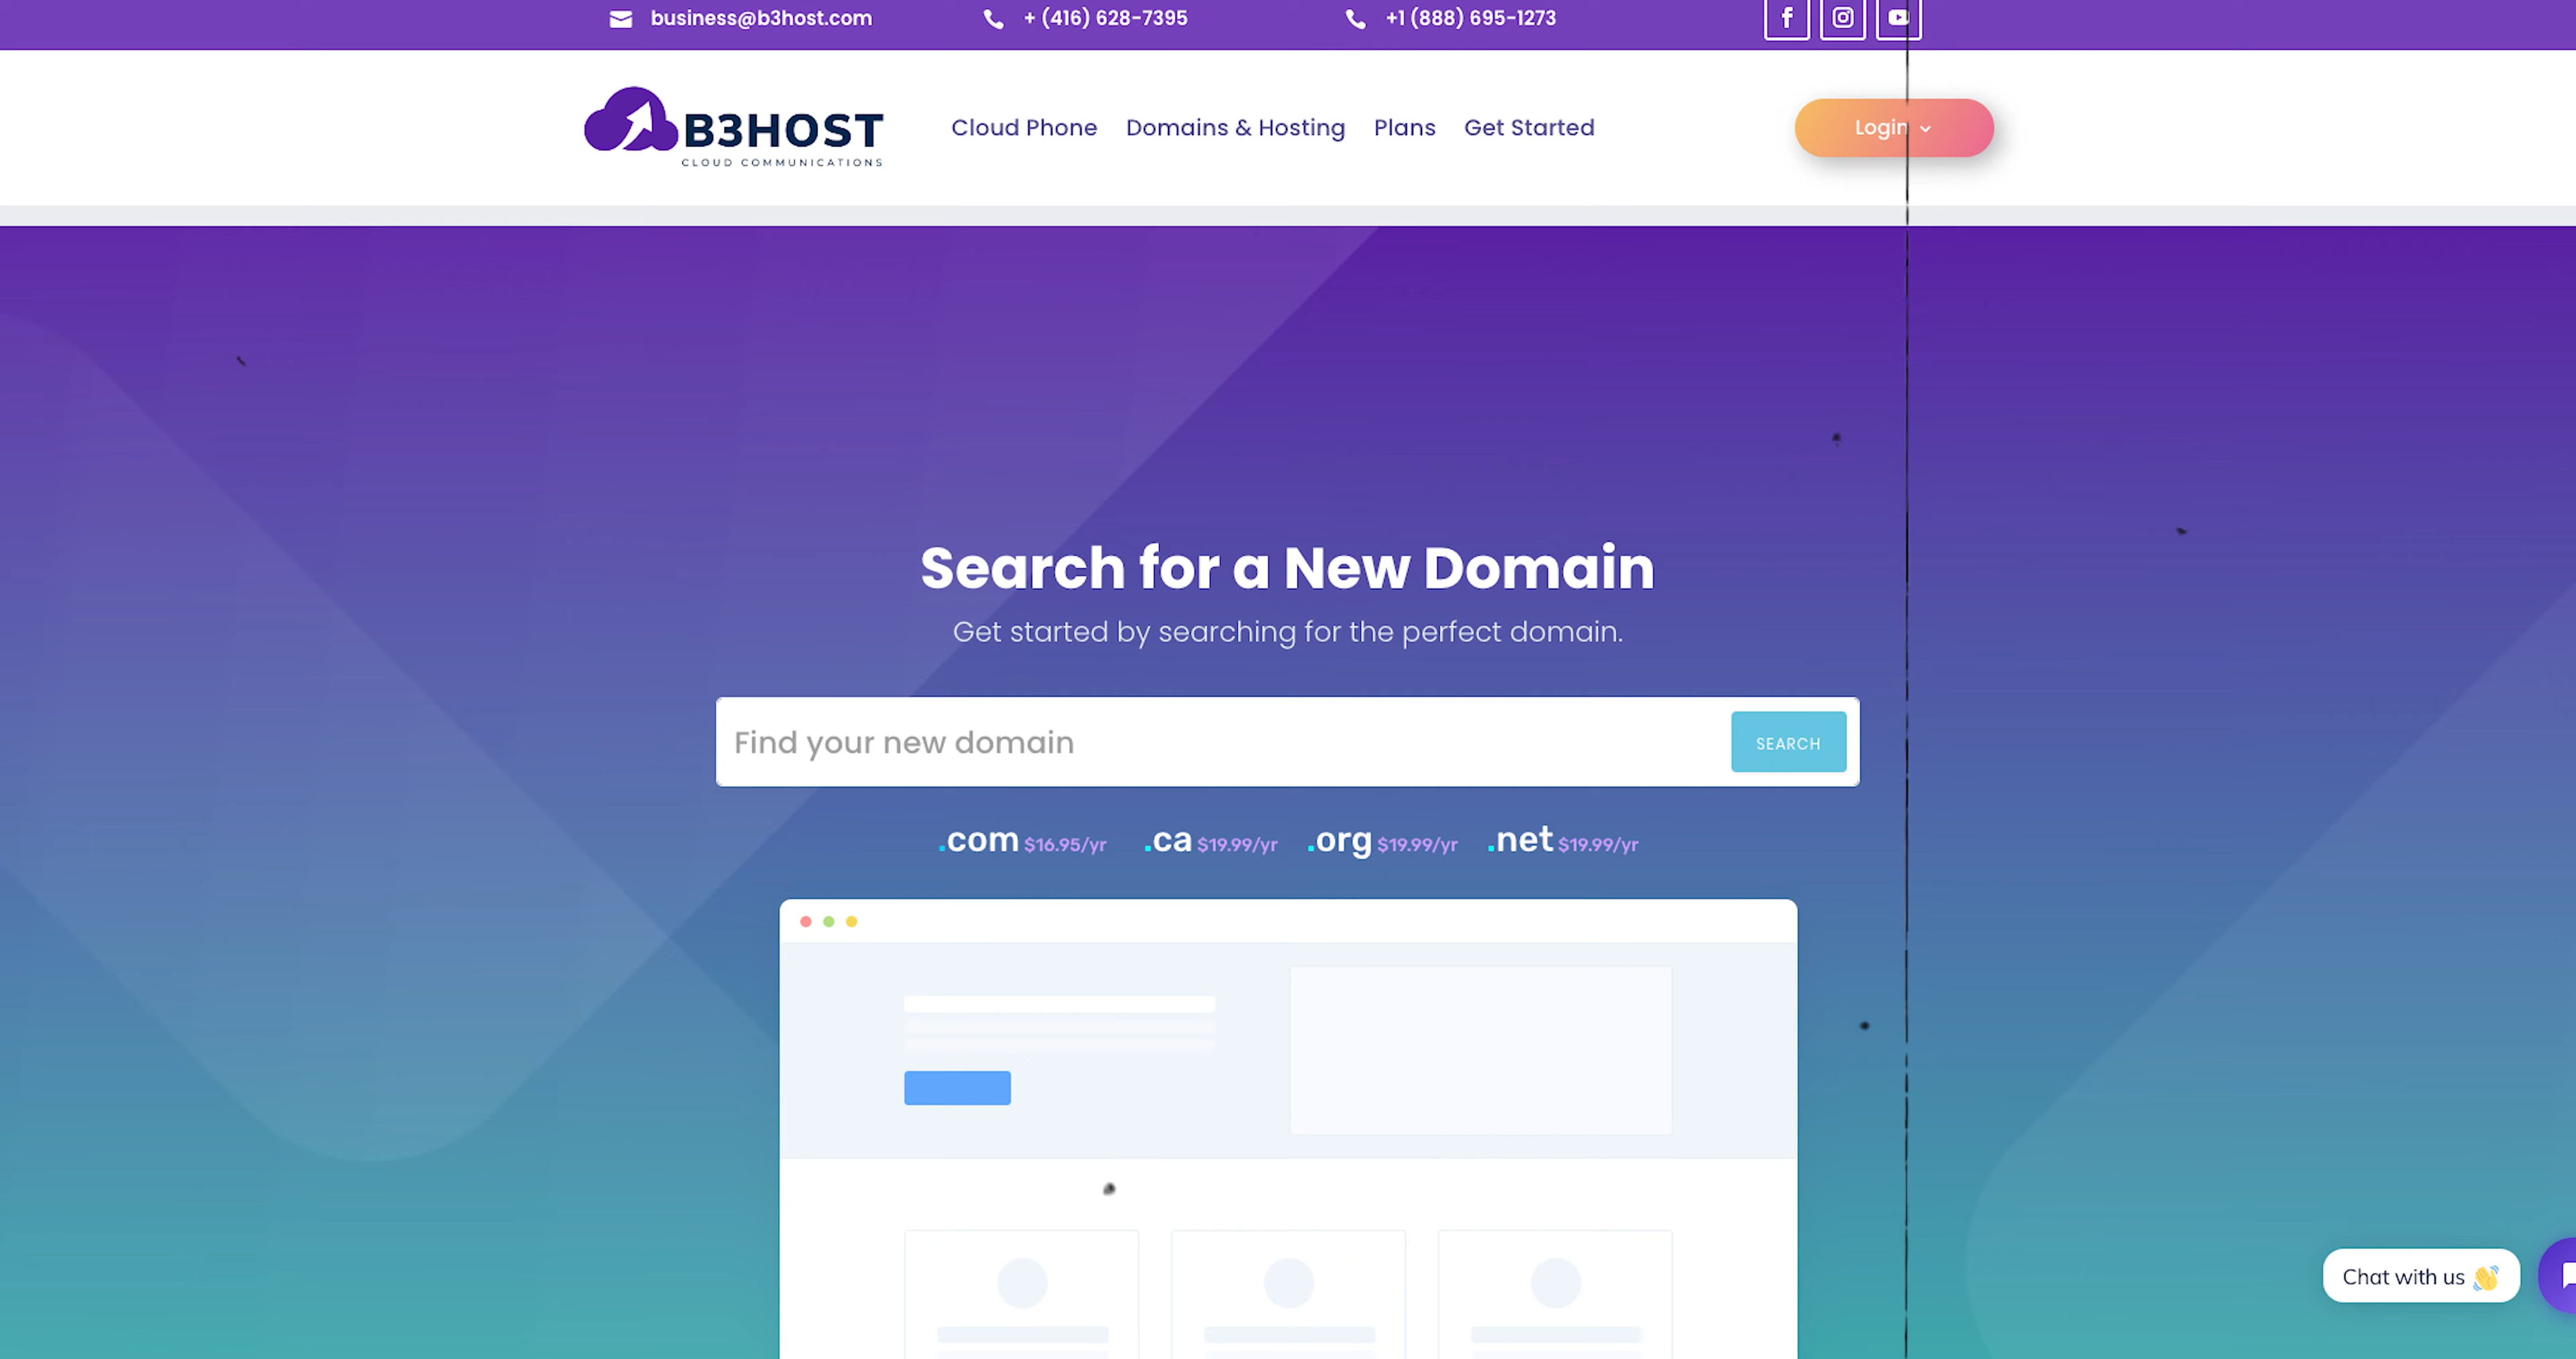 business@b3host.com
+ (416) 628-7395
+1 (888) 695-1273
B3HOST
CLOUD COMMUNICATIONS
Cloud Phone
Domains & Hosting
Plans
Get Started
Login
Search for a New Domain
Get started by searching for the perfect domain.
Find your new domain
SEARCH
.com $16.95/yr
.ca $19.99/yr
.org $19.99/yr
.net $19.99/yr
Chat with us 👋